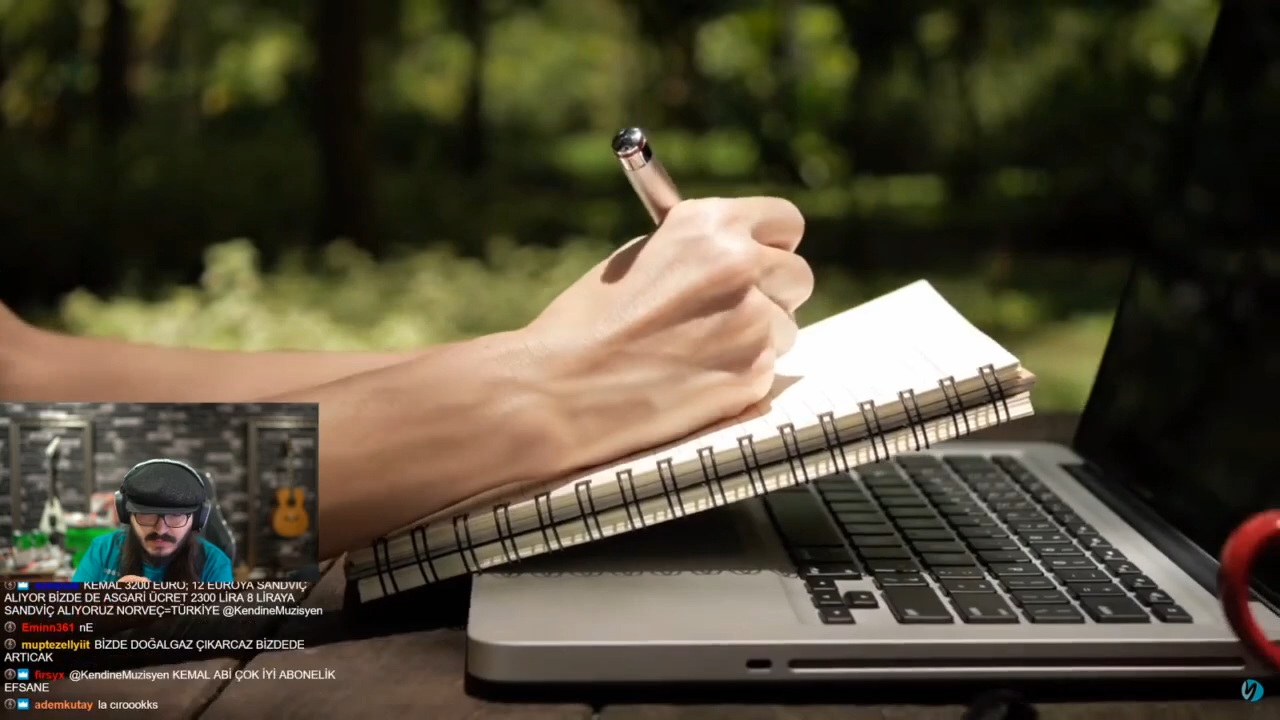 KEMAL 3200 EURO; 12 EUROYA SANDVİÇ
ALIYOR BİZDE DE ASGARİ ÜCRET 2300 LİRA 8 LİRAYA
SANDVİÇ ALIYORUZ NORVEÇ=TÜRKİYE @KendineMuzisyen
Eminn361 nE
muptezellyiit BİZDE DOĞALGAZ ÇIKARCAZ BİZDEDE
ARTICAK
firsyx @KendineMuzisyen KEMAL ABİ ÇOK İYİ ABONELİK
EFSANE
ademkutay la cıroookks